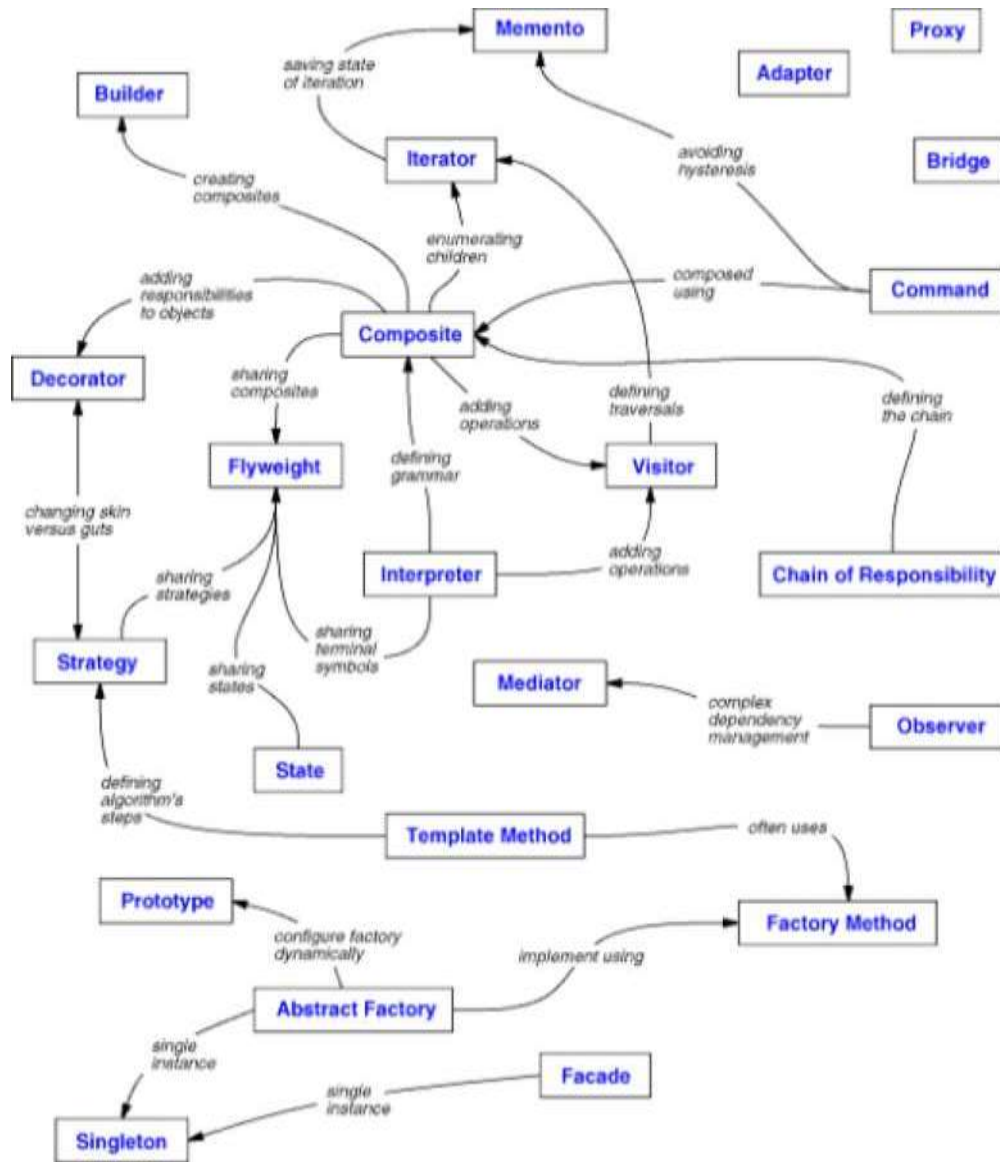 Memento
Proxy
saving state
of iteration
Adapter
Builder
Iterator
avoiding
hysteresis
Bridge
creating
composites
enumerating
children
adding
responsibilities
to objects
composed
using
Command
Composite
Decorator
sharing
composites
adding
operations
defining
traversals
defining
the chain
Flyweight
defining
grammar
Visitor
changing skin
versus guts
sharing
strategies
Interpreter
adding
operations
Chain of Responsibility
Strategy
sharing
states
sharing
terminal
symbols
Mediator
complex
dependency
management
Observer
State
defining
algorithm's
steps
Template Method
often uses
Prototype
configure factory
dynamically
implement using
Factory Method
Abstract Factory
single
instance
Facade
single
instance
Singleton